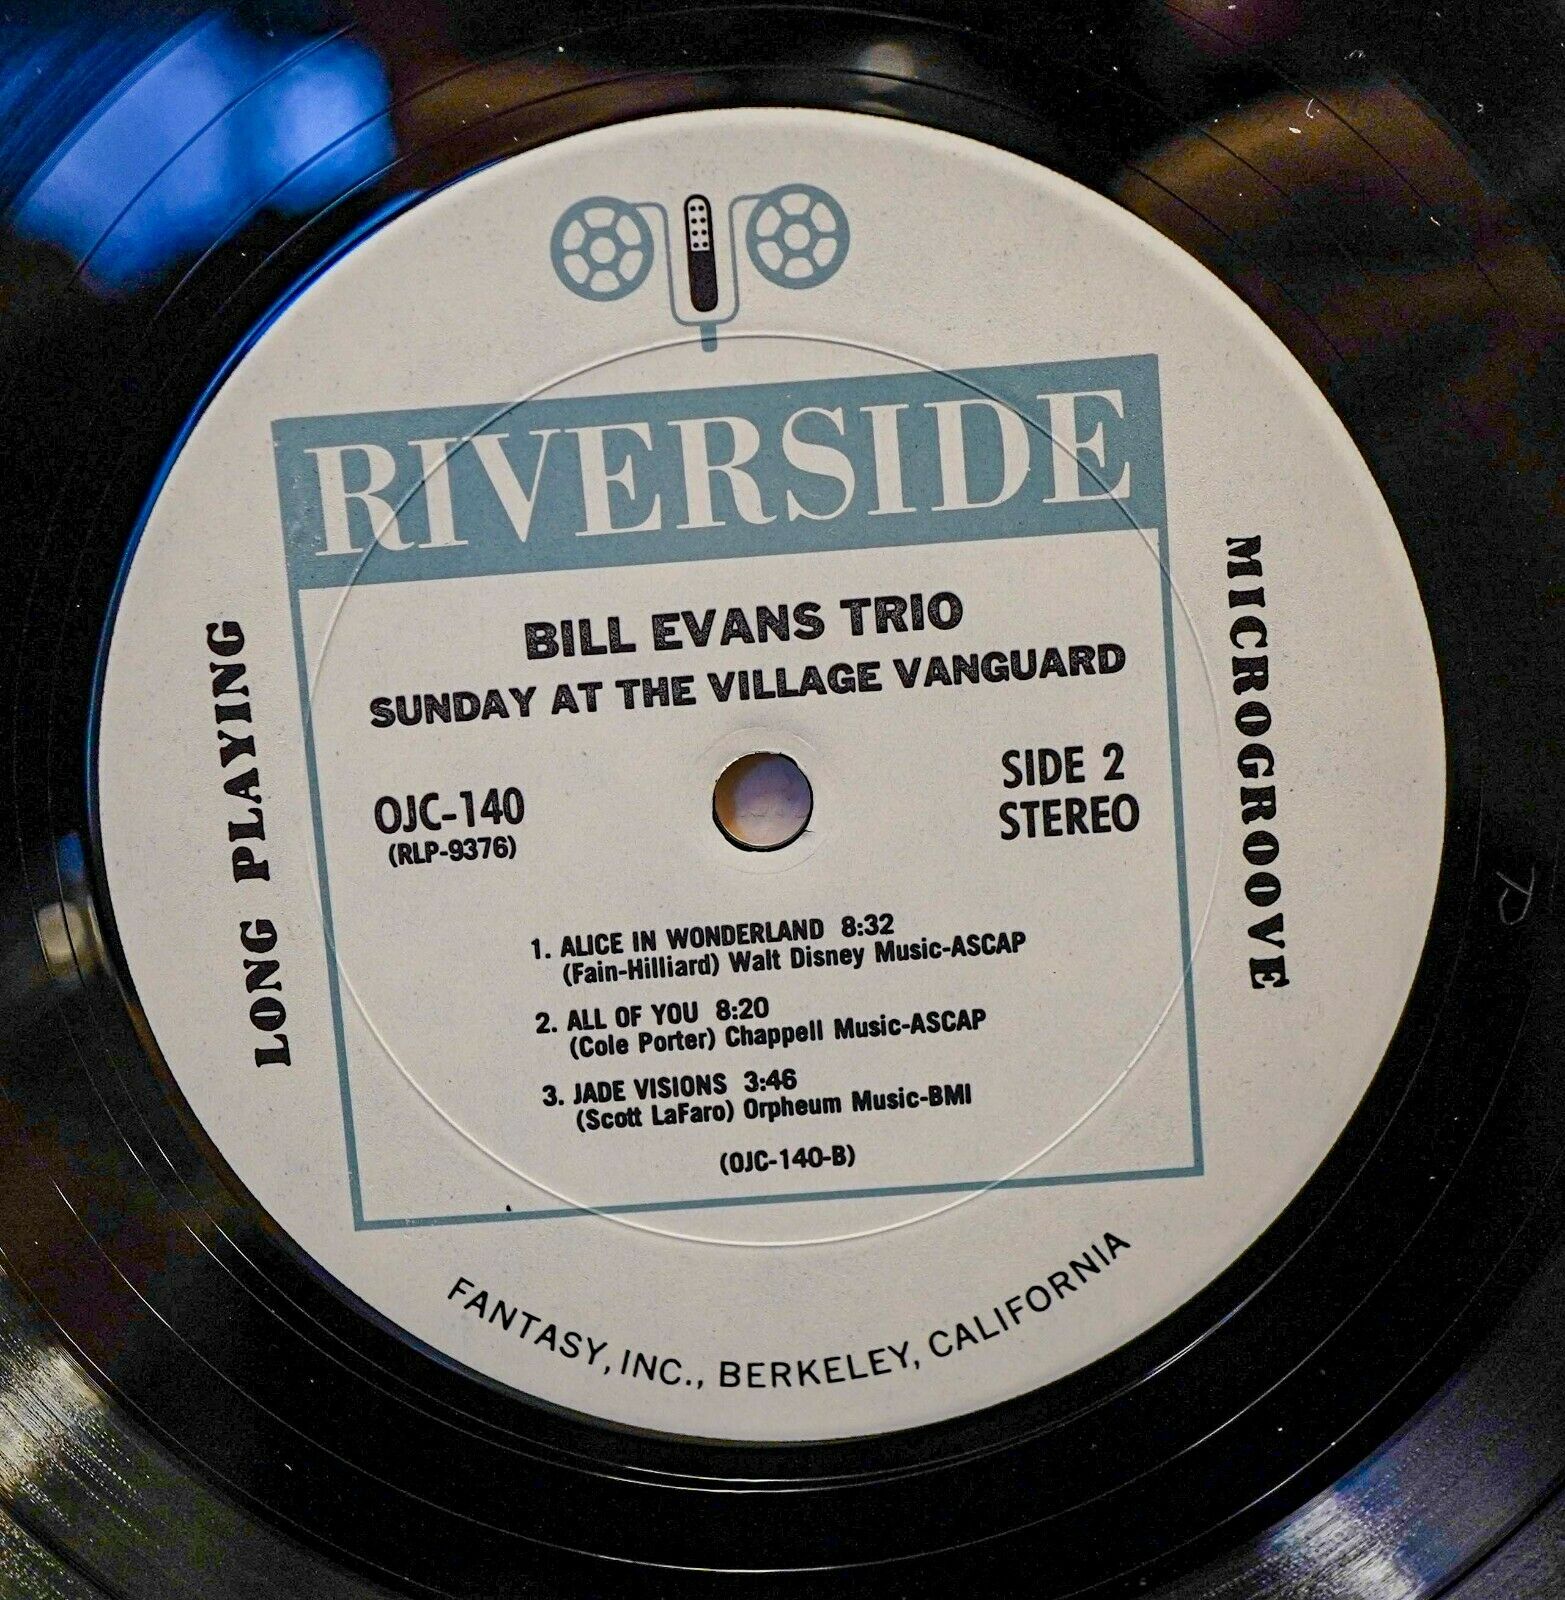 RIVERSIDE
BILL EVANS TRIO
SUNDAY AT THE VILLAGE VANGUARD
OJC-140
(RLP-9376)
SIDE 2
STEREO
LONG PLAYING
MICROGROOVE
1. ALICE IN WONDERLAND 8:32
(Fain-Hilliard) Walt Disney Music-ASCAP
2. ALL OF YOU 8:20
(Cole Porter) Chappell Music-ASCAP
3. JADE VISIONS 3:46
(Scott LaFaro) Orpheum Music-BMI
(OJC-140-B)
FANTASY, INC., BERKELEY, CALIFORNIA